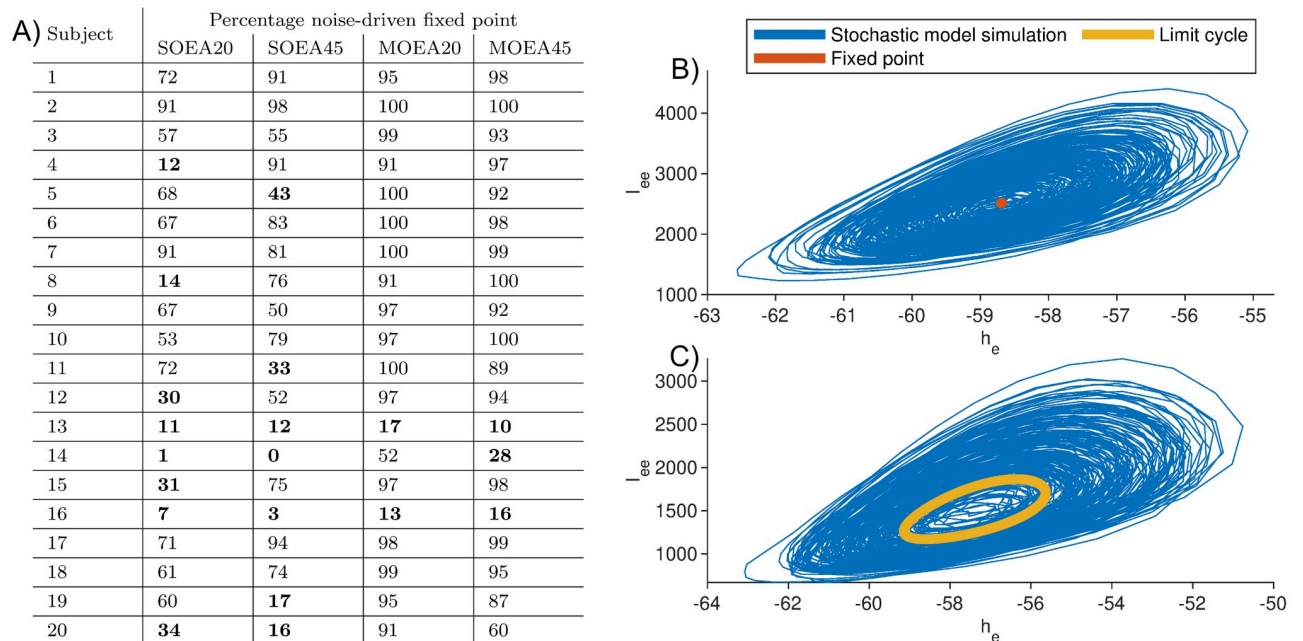 A)
Subject Percentage noise-driven fixed point
SOEA20 SOEA45 MOEA20 MOEA45
1 72 91 95 98
2 91 98 100 100
3 57 55 99 93
4 12 91 91 97
5 68 43 100 92
6 67 83 100 98
7 91 81 100 99
8 14 76 91 100
9 67 50 97 92
10 53 79 97 100
11 72 33 100 89
12 30 52 97 94
13 11 12 17 10
14 1 0 52 28
15 31 75 97 98
16 7 3 13 16
17 71 94 98 99
18 61 74 99 95
19 60 17 95 87
20 34 16 91 60
Stochastic model simulation Limit cycle
Fixed point
B)
4000
3000
2000
1000
I_ee
-63 -62 -61 -60 -59 -58 -57 -56 -55
h_e
C)
3000
2500
2000
1500
1000
I_ee
-64 -62 -60 -58 -56 -54 -52 -50
h_e